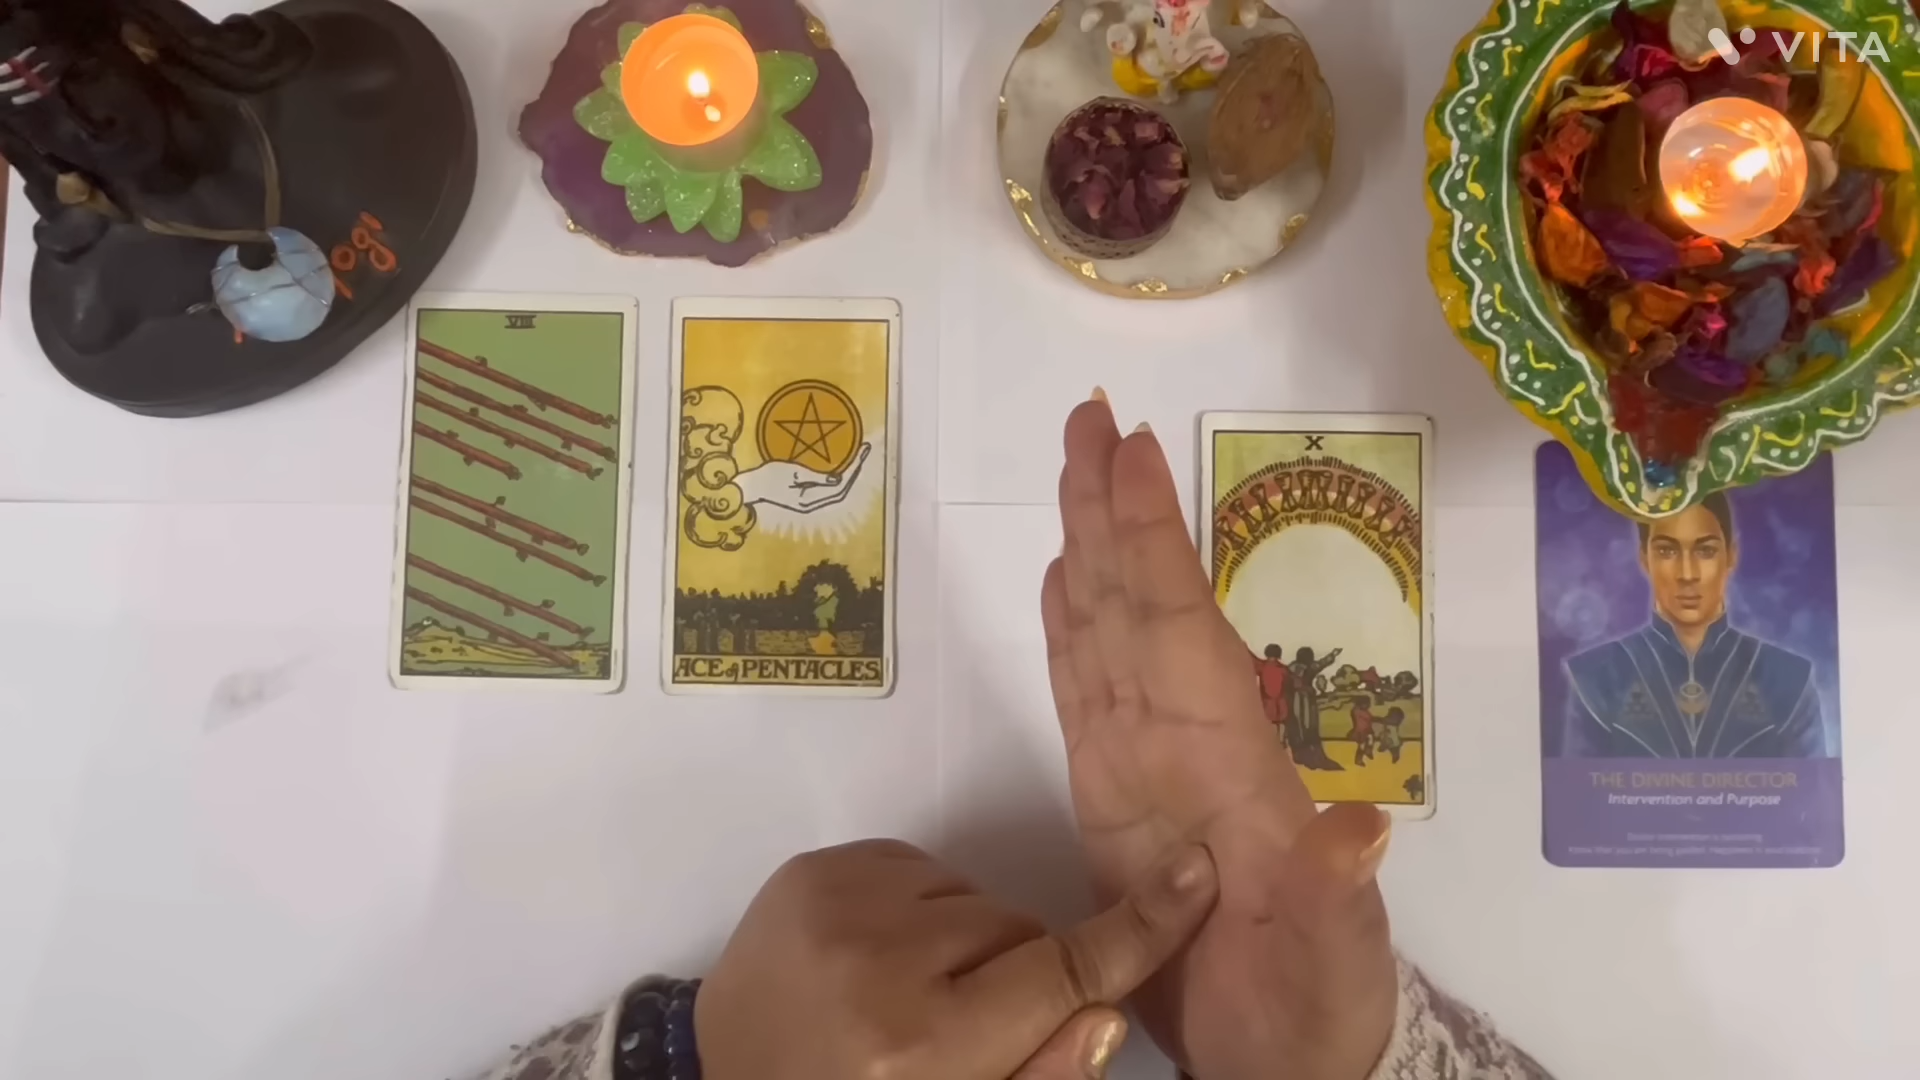 VITA
VIII
ACE of PENTACLES
X
THE DIVINE DIRECTOR
Intervention and Purpose